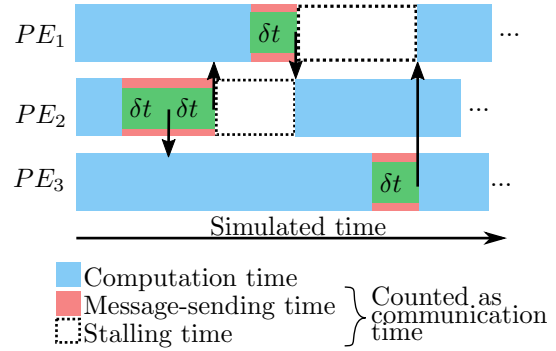 PE₁ δt ...
PE₂ δt δt ...
PE₃ δt ...
Simulated time
Computation time
Message-sending time
Stalling time
Counted as
communication
time